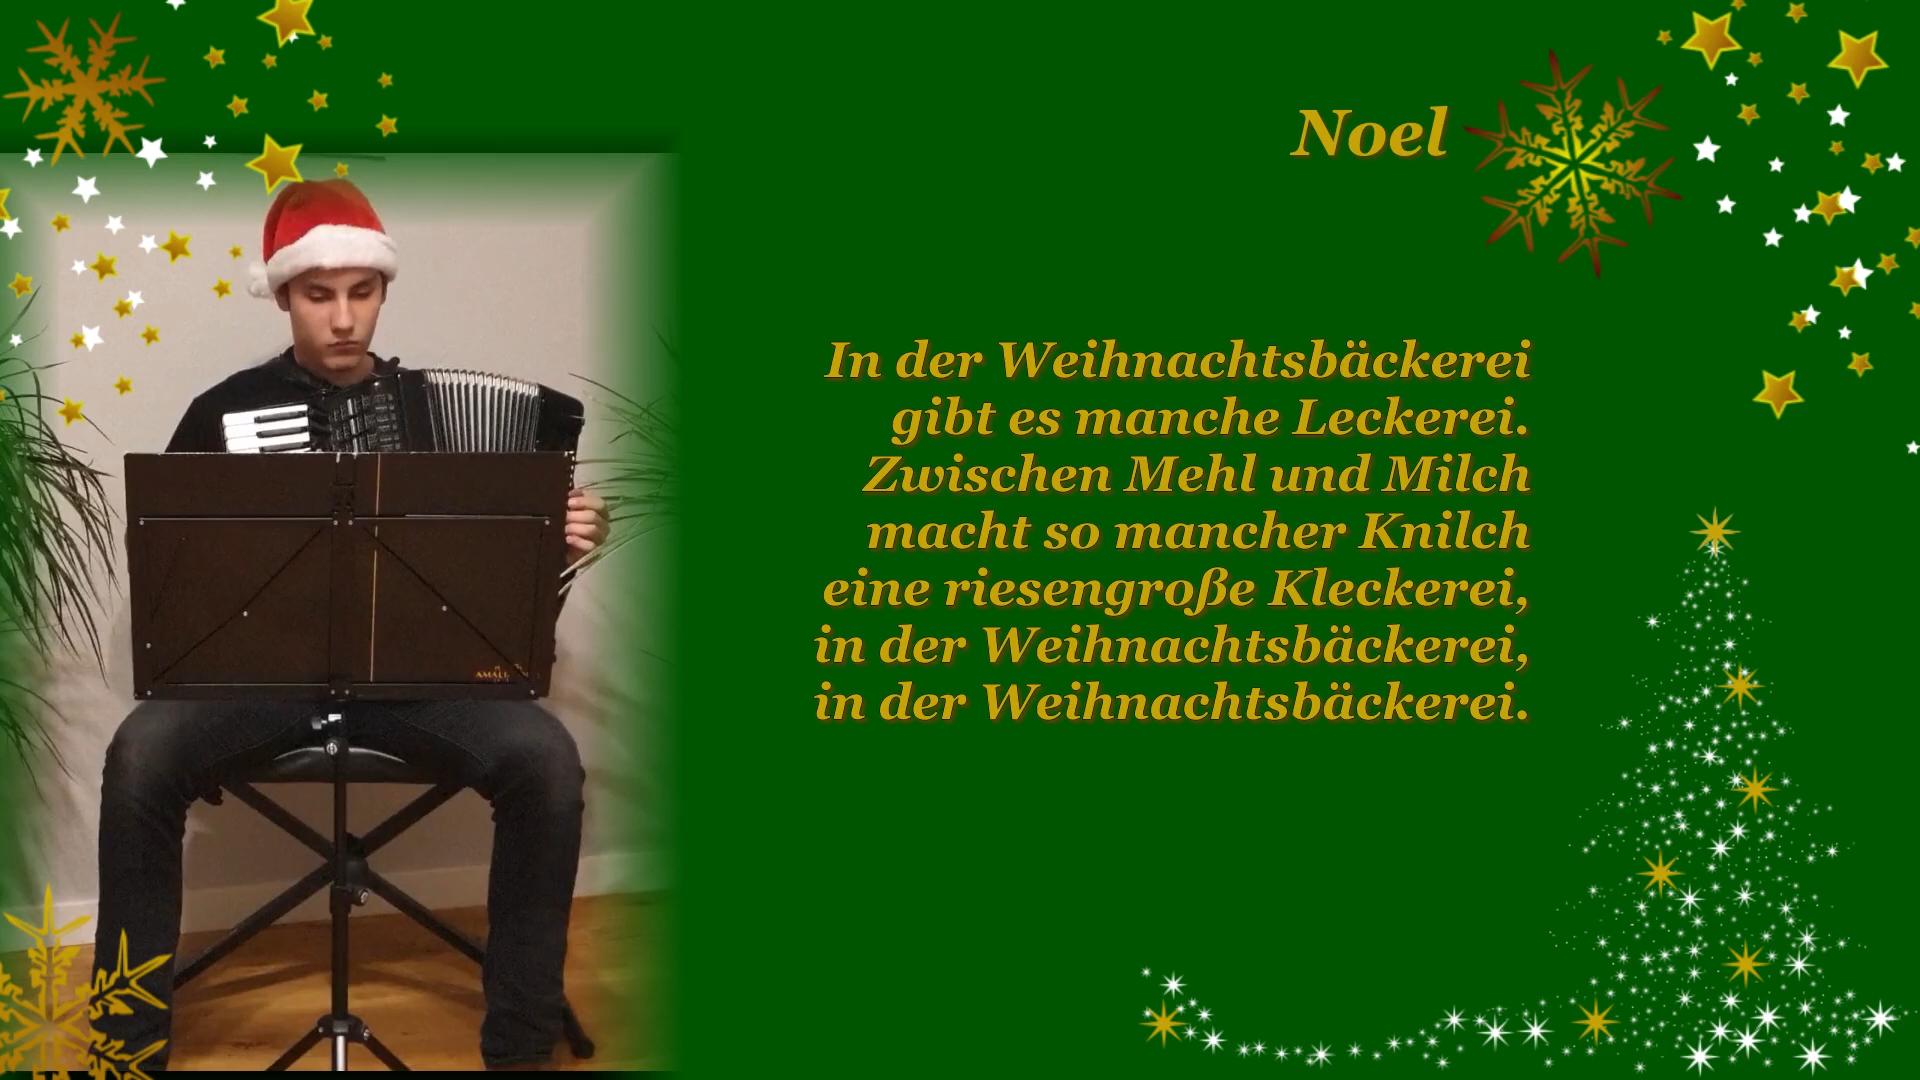 Noel
In der Weihnachtsbäckerei
gibt es manche Leckerei.
Zwischen Mehl und Milch
macht so mancher Knilch
eine riesengroße Kleckerei,
in der Weihnachtsbäckerei,
in der Weihnachtsbäckerei.